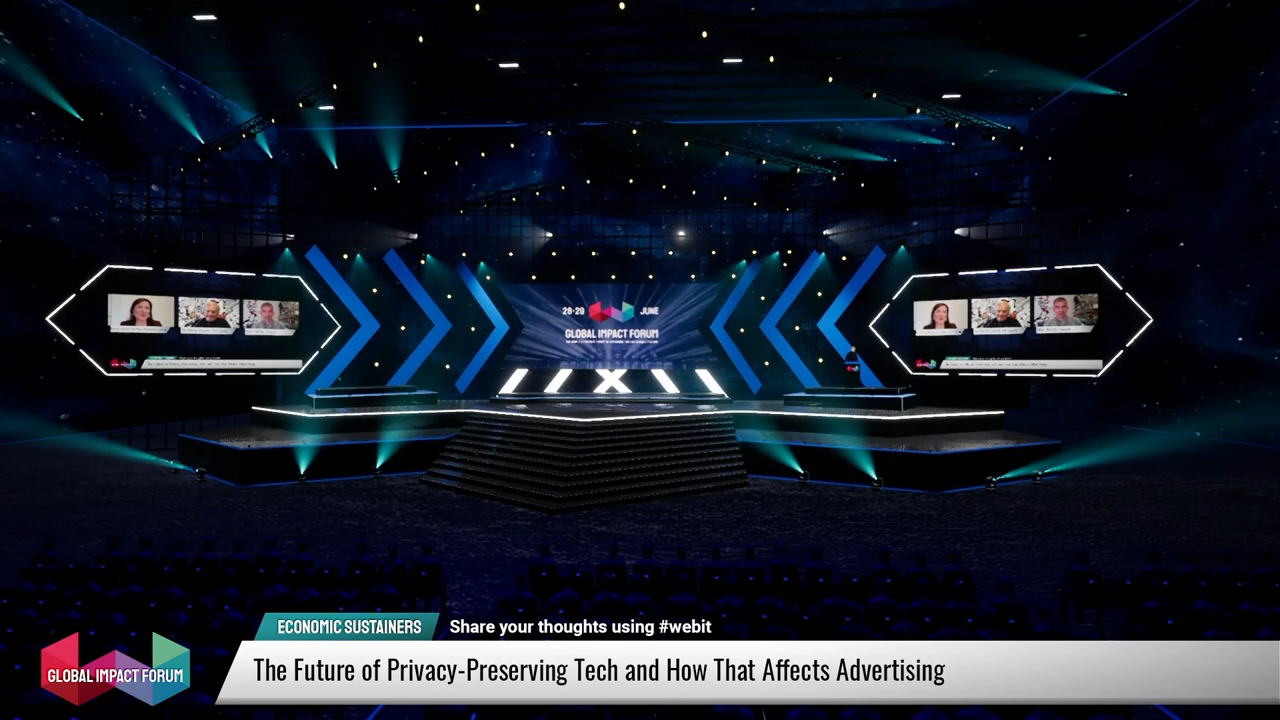 28-29
JUNE
GLOBAL IMPACT FORUM
ECONOMIC SUSTAINERS
Share your thoughts using #webit
GLOBAL IMPACT FORUM
The Future of Privacy-Preserving Tech and How That Affects Advertising